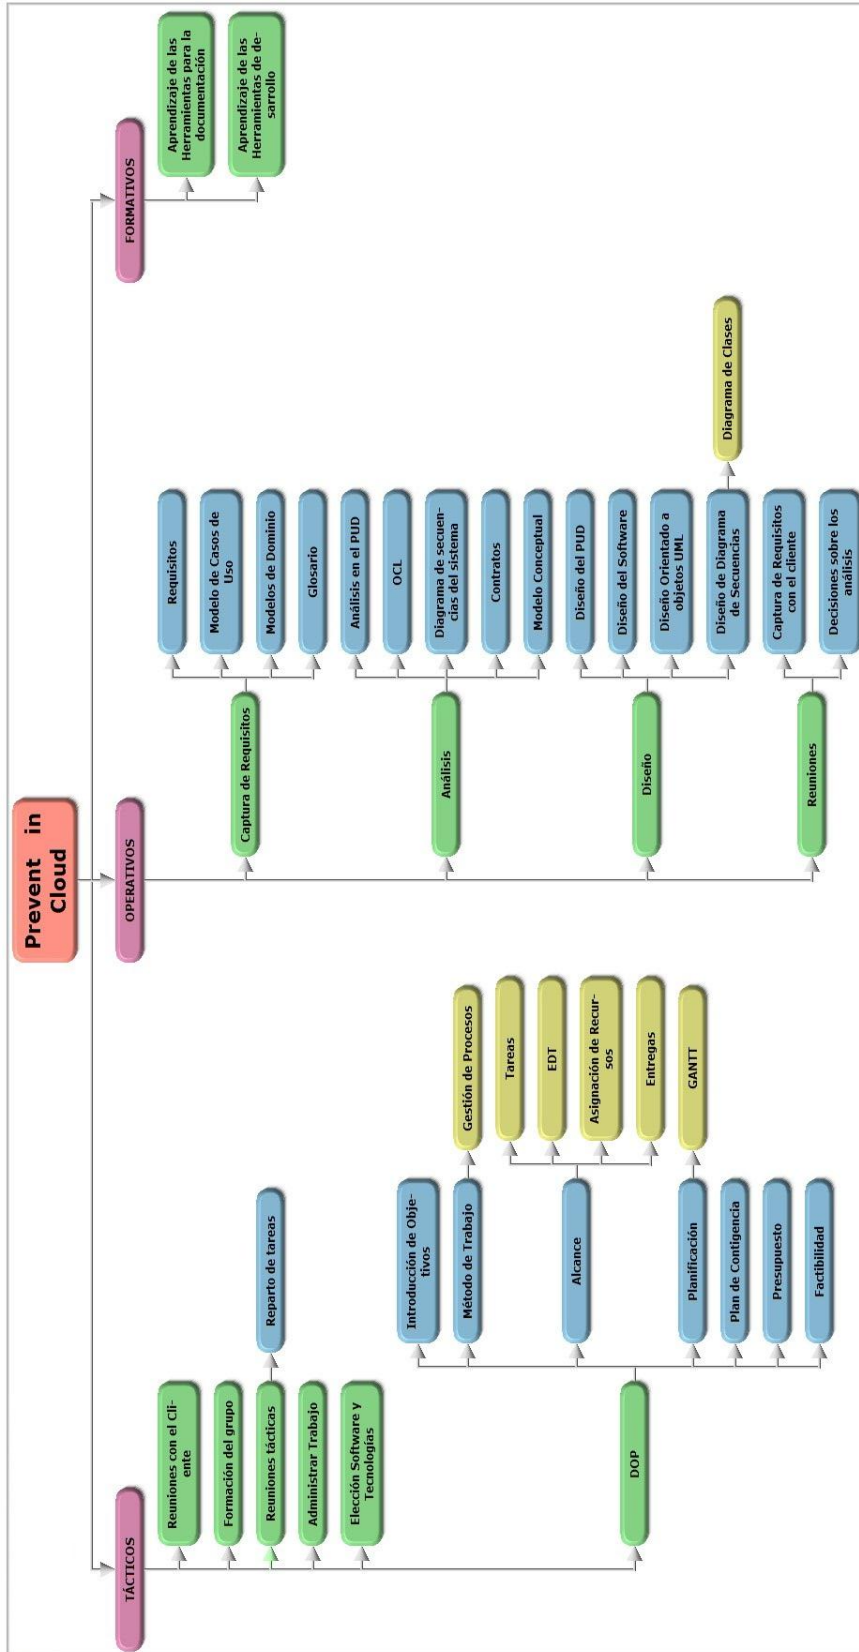 Prevent in
Cloud
TÁCTICOS
Reuniones con el Cli-
ente
Formación del grupo
Reuniones tácticas
Reparto de tareas
Administrar Trabajo
Elección Software y
Tecnologías
DOP
Introducción de Obje-
tivos
Método de Trabajo
Gestión de Procesos
Alcance
Tareas
EDT
Asignación de Recur-
sos
Entregas
Planificación
GANTT
Plan de Contigencia
Presupuesto
Factibilidad
OPERATIVOS
Captura de Requisitos
Requisitos
Modelo de Casos de
Uso
Modelos de Dominio
Glosario
Análisis
Análisis en el PUD
OCL
Diagrama de secuen-
cias del sistema
Contratos
Modelo Conceptual
Diseño
Diseño del PUD
Diseño del Software
Diseño Orientado a
objetos UML
Diseño de Diagrama
de Secuencias
Diagrama de Clases
Reuniones
Captura de Requisitos
con el cliente
Decisiones sobre los
análisis
FORMATIVOS
Aprendizaje de las
Herramientas para la
documentación
Aprendizaje de las
Herramientas de de-
sarrollo